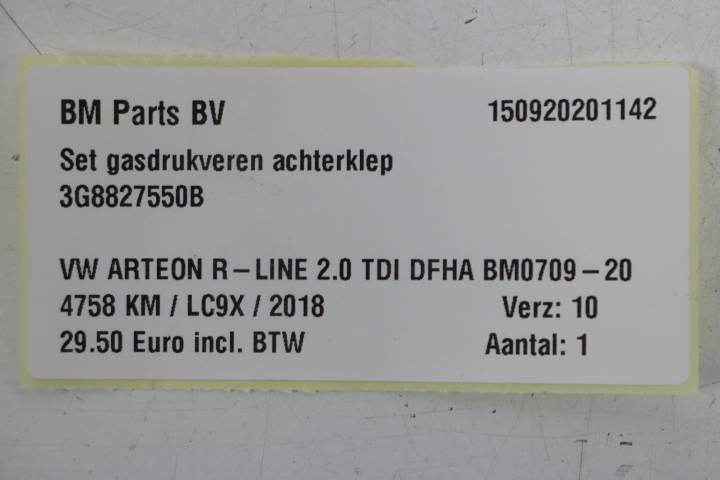 BM Parts BV 150920201142
Set gasdrukveren achterklep
3G8827550B
VW ARTEON R-LINE 2.0 TDI DFHA BM0709-20
4758 KM / LC9X / 2018 Verz: 10
29.50 Euro incl. BTW Aantal: 1